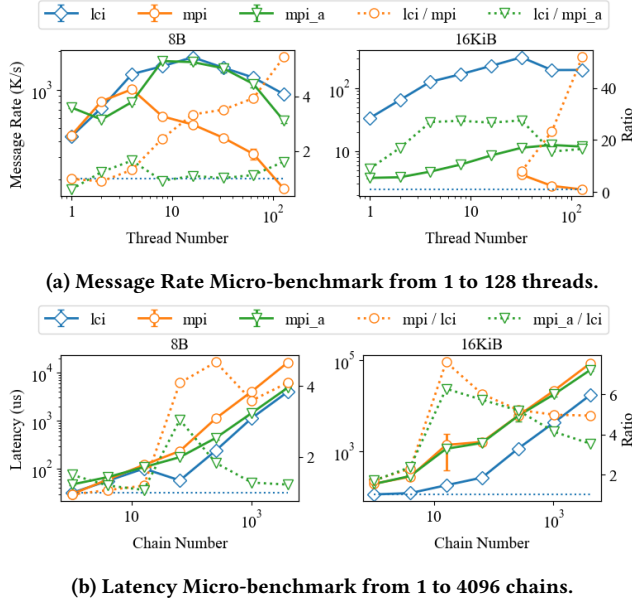 lci mpi mpi_a lci / mpi lci / mpi_a
8B 16KiB
Message Rate (K/s)
10³
4
2
10²
10
40
20
0
Ratio
1 10 10² 1 10 10²
Thread Number Thread Number
(a) Message Rate Micro-benchmark from 1 to 128 threads.
lci mpi mpi_a mpi / lci mpi_a / lci
8B 16KiB
Latency (us)
10⁴
10³
10²
4
2
10⁵
10³
6
4
2
Ratio
10 10³ 10 10³
Chain Number Chain Number
(b) Latency Micro-benchmark from 1 to 4096 chains.